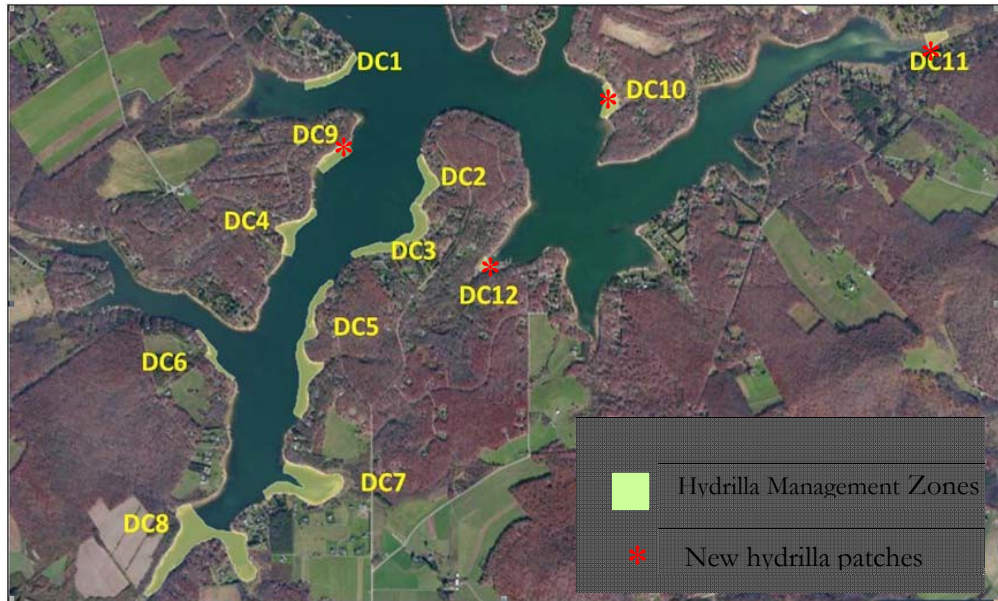 DC1
DC11
DC10
DC9
DC2
DC4
DC3
DC12
DC5
DC6
DC7
DC8
Hydrilla Management Zones
* New hydrilla patches